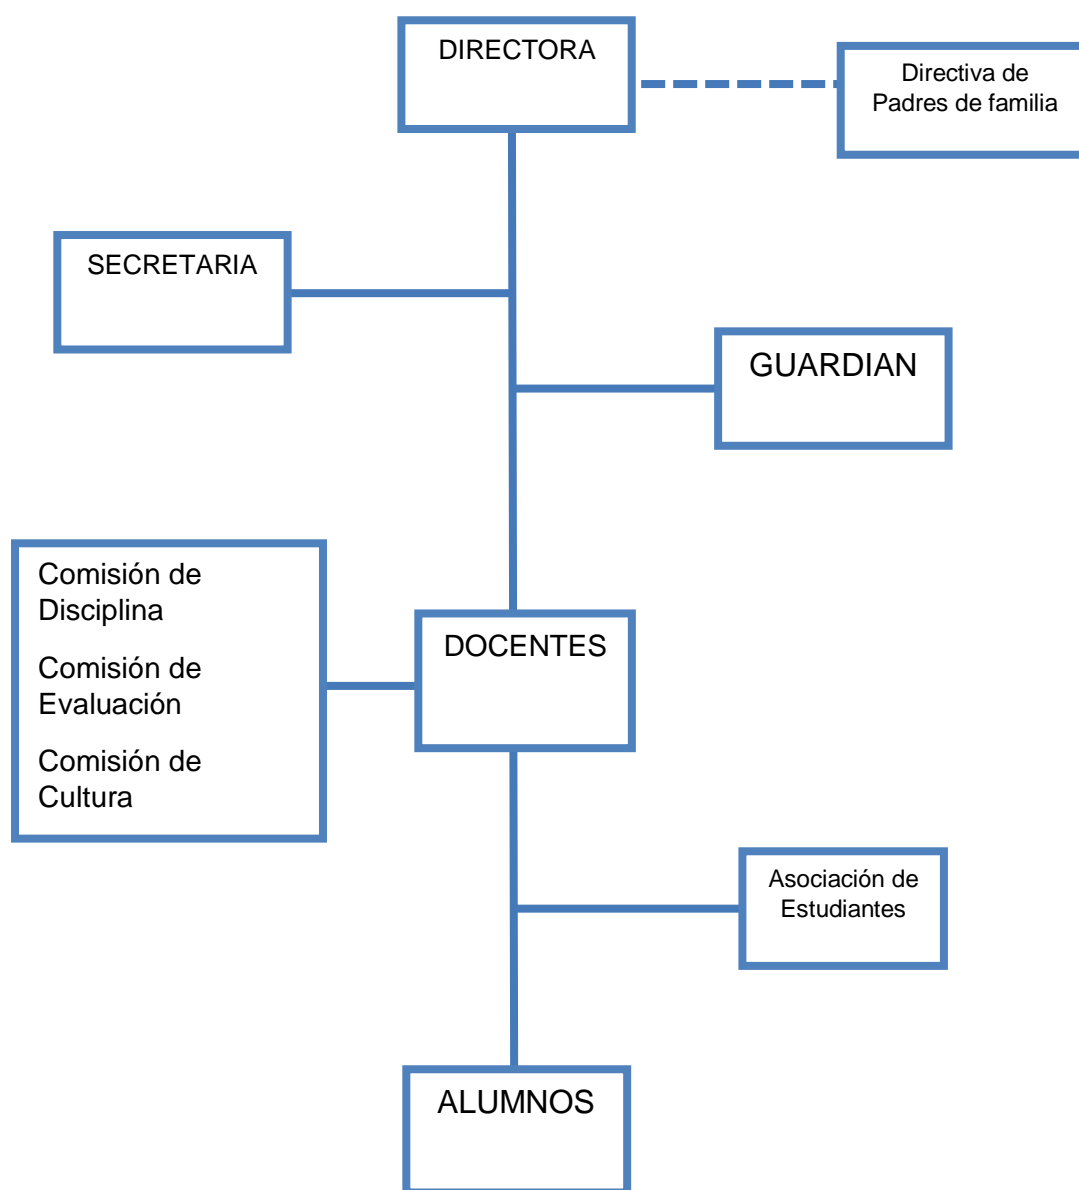 DIRECTORA
Directiva de
Padres de familia
SECRETARIA
GUARDIAN
Comisión de
Disciplina
Comisión de
Evaluación
Comisión de
Cultura
DOCENTES
Asociación de
Estudiantes
ALUMNOS